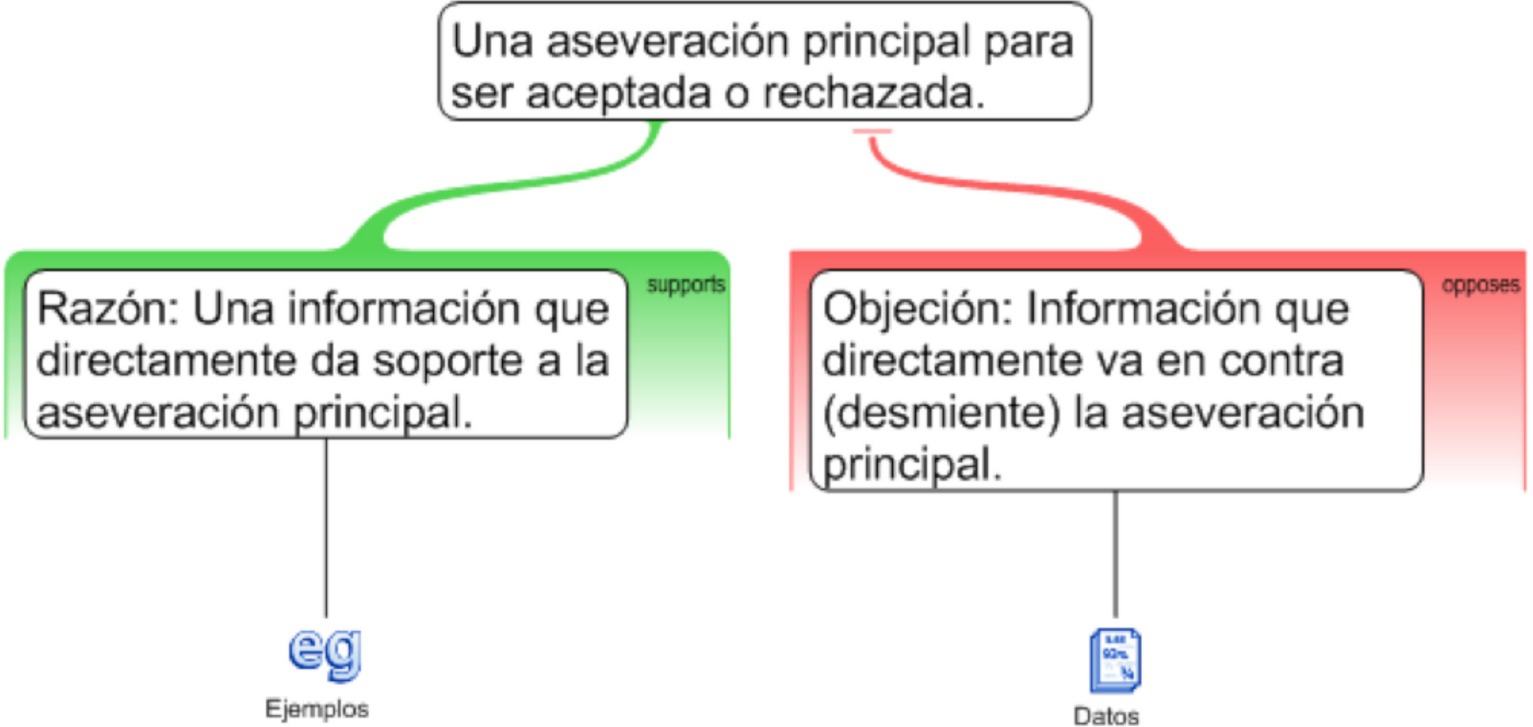 Una aseveración principal para
ser aceptada o rechazada.
supports
Razón: Una información que
directamente da soporte a la
aseveración principal.
opposes
Objeción: Información que
directamente va en contra
(desmiente) la aseveración
principal.
eg
Ejemplos
Datos